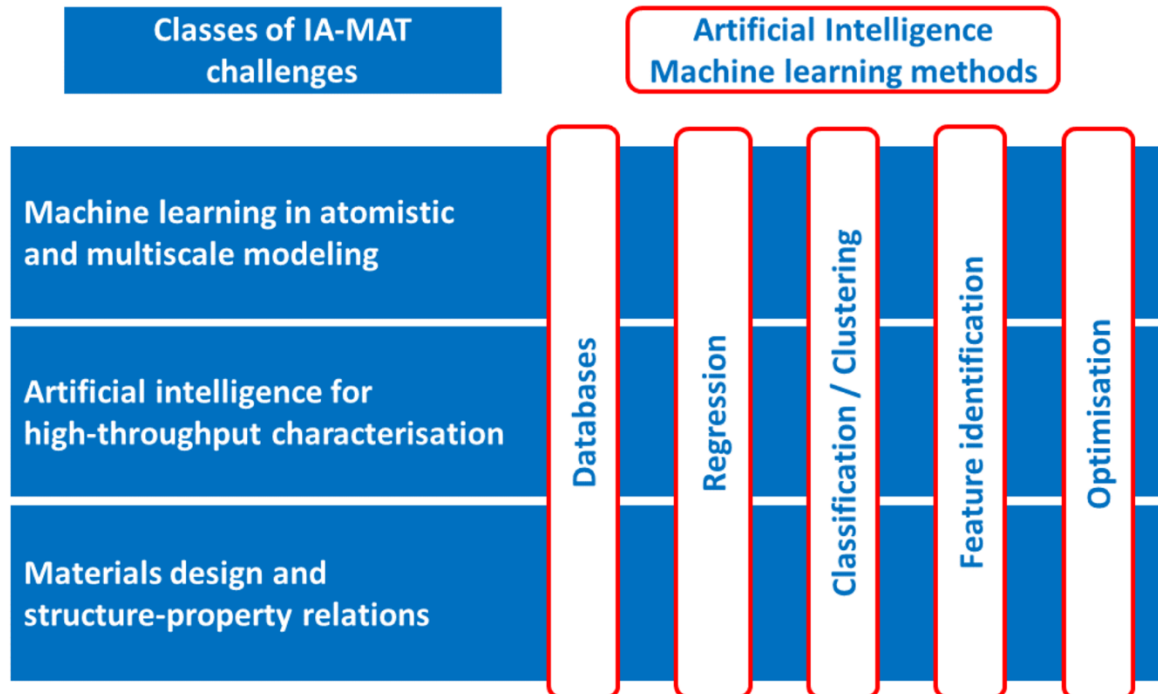 Classes of IA-MAT
challenges
Artificial Intelligence
Machine learning methods
Machine learning in atomistic
and multiscale modeling
Artificial intelligence for
high-throughput characterisation
Materials design and
structure-property relations
Databases
Regression
Classification / Clustering
Feature identification
Optimisation